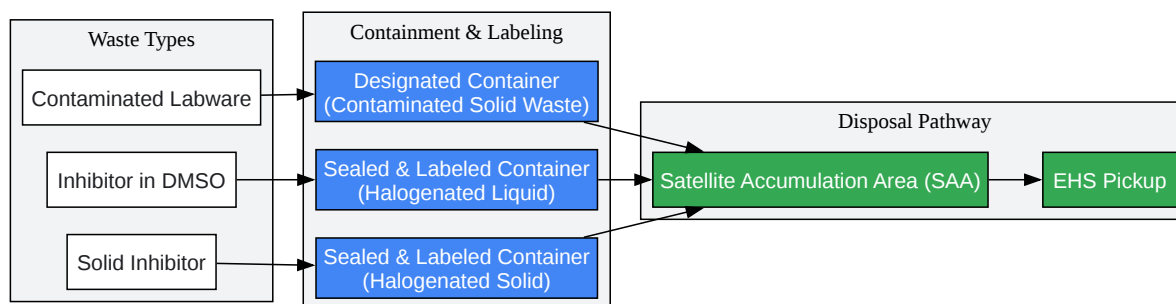 Waste Types
Contaminated Labware
Inhibitor in DMSO
Solid Inhibitor
Containment & Labeling
Designated Container
(Contaminated Solid Waste)
Sealed & Labeled Container
(Halogenated Liquid)
Sealed & Labeled Container
(Halogenated Solid)
Disposal Pathway
Satellite Accumulation Area (SAA)
EHS Pickup